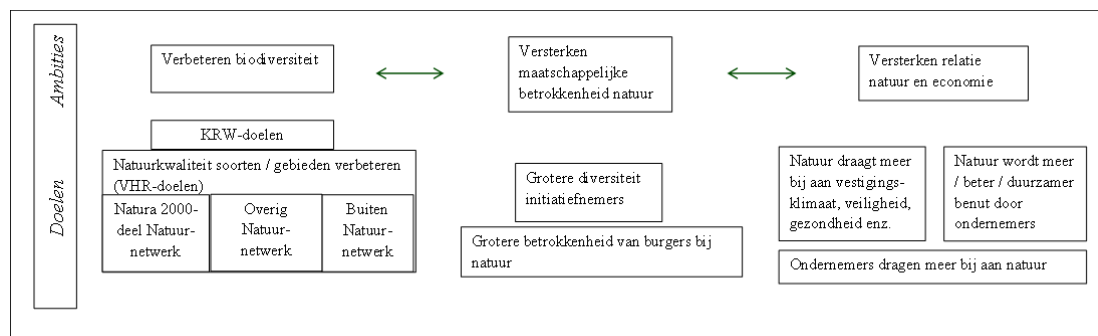 Ambities
Verbeteren biodiversiteit
Versterken
maatschappelijke
betrokkenheid natuur
Versterken relatie
natuur en economie
Doelen
KRW-doelen
Natuurkwaliteit soorten / gebieden verbeteren
(VHR-doelen)
Natura 2000-
deel Natuur-
netwerk
Overig
Natuur-
netwerk
Buiten
Natuur-
netwerk
Grotere diversiteit
initiatiefnemers
Grotere betrokkenheid van burgers bij
natuur
Natuur draagt meer
bij aan vestigings-
klimaat, veiligheid,
gezondheid enz.
Natuur wordt meer
/ beter / duurzamer
benut door
ondernemers
Ondernemers dragen meer bij aan natuur